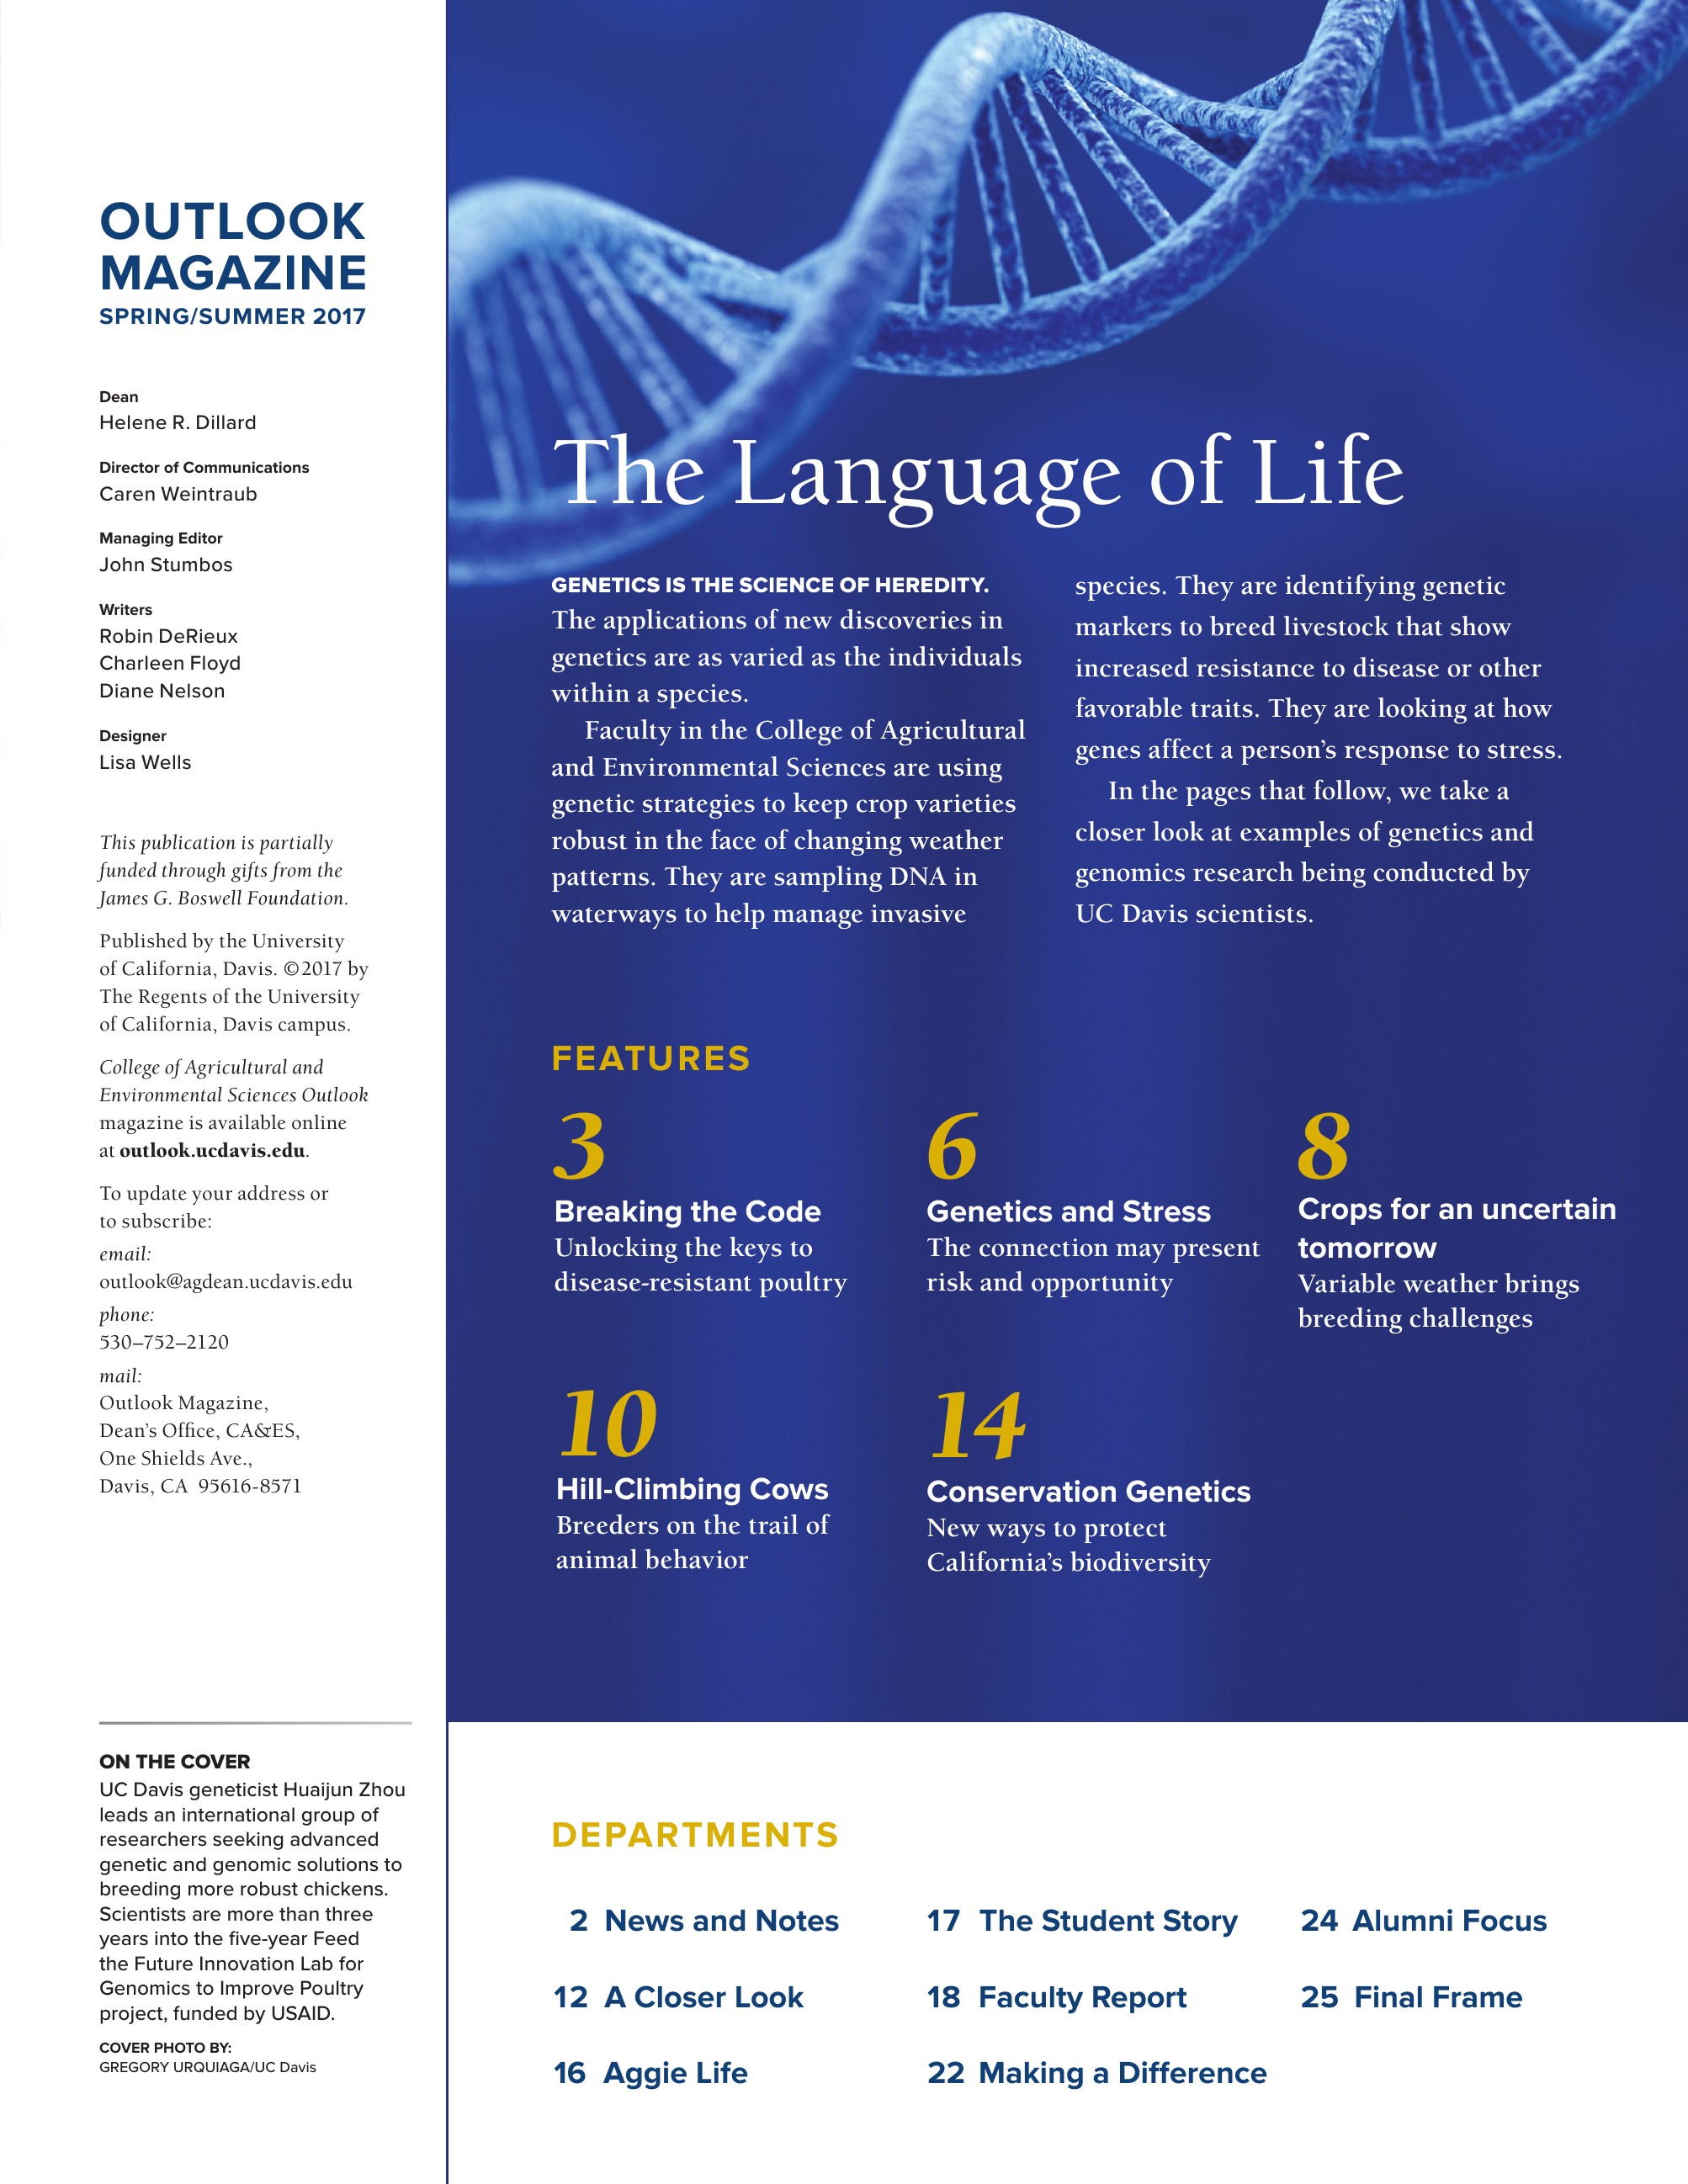 OUTLOOK
MAGAZINE
SPRING/SUMMER 2017
Dean
Helene R. Dillard
Director of Communications
Caren Weintraub
Managing Editor
John Stumbos
Writers
Robin DeRieux
Charleen Floyd
Diane Nelson
Designer
Lisa Wells
This publication is partially
funded through gifts from the
James G. Boswell Foundation.
Published by the University
of California, Davis. ©2017 by
The Regents of the University
of California, Davis campus.
College of Agricultural and
Environmental Sciences Outlook
magazine is available online
at outlook.ucdavis.edu.
To update your address or
to subscribe:
email:
outlook@agdean.ucdavis.edu
phone:
530–752–2120
mail:
Outlook Magazine,
Dean’s Office, CA&ES,
One Shields Ave.,
Davis, CA 95616-8571
ON THE COVER
UC Davis geneticist Huaijun Zhou
leads an international group of
researchers seeking advanced
genetic and genomic solutions to
breeding more robust chickens.
Scientists are more than three
years into the five-year Feed
the Future Innovation Lab for
Genomics to Improve Poultry
project, funded by USAID.
COVER PHOTO BY:
GREGORY URQUIAGA/UC Davis
The Language of Life
GENETICS IS THE SCIENCE OF HEREDITY.
The applications of new discoveries in
genetics are as varied as the individuals
within a species.
Faculty in the College of Agricultural
and Environmental Sciences are using
genetic strategies to keep crop varieties
robust in the face of changing weather
patterns. They are sampling DNA in
waterways to help manage invasive
species. They are identifying genetic
markers to breed livestock that show
increased resistance to disease or other
favorable traits. They are looking at how
genes affect a person’s response to stress.
In the pages that follow, we take a
closer look at examples of genetics and
genomics research being conducted by
UC Davis scientists.
FEATURES
3
Breaking the Code
Unlocking the keys to
disease-resistant poultry
6
Genetics and Stress
The connection may present
risk and opportunity
8
Crops for an uncertain
tomorrow
Variable weather brings
breeding challenges
10
Hill-Climbing Cows
Breeders on the trail of
animal behavior
14
Conservation Genetics
New ways to protect
California’s biodiversity
DEPARTMENTS
2 News and Notes
12 A Closer Look
16 Aggie Life
17 The Student Story
18 Faculty Report
22 Making a Difference
24 Alumni Focus
25 Final Frame